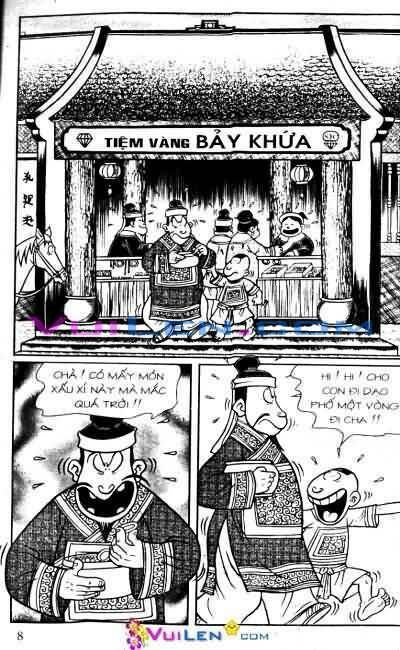 TIỆM VÀNG BẢY KHỨA
VUILEN.COM
CHÀ! CÓ MẤY MÓN
XẤU XÍ NÀY MÀ MẮC
QUÁ TRỜI!!
HI! HI! CHO
CON ĐI DẠO
PHỐ MỘT VÒNG
ĐI CHA!!
8
VUILEN.COM